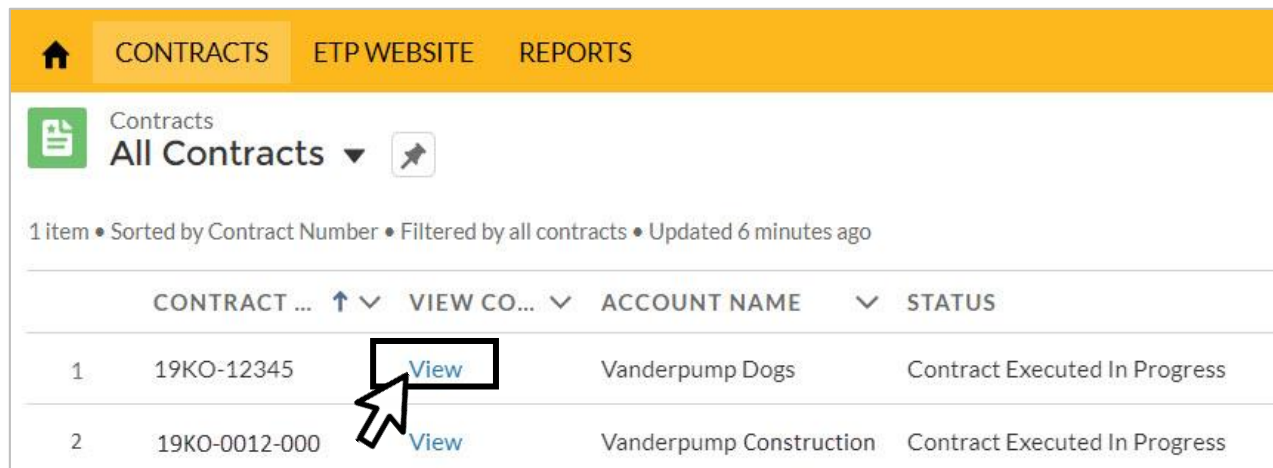 CONTRACTS ETP WEBSITE REPORTS
Contracts
All Contracts
1 item • Sorted by Contract Number • Filtered by all contracts • Updated 6 minutes ago
CONTRACT ... VIEW CO... ACCOUNT NAME STATUS
1 19KO-12345 View Vanderpump Dogs Contract Executed In Progress
2 19KO-0012-000 View Vanderpump Construction Contract Executed In Progress